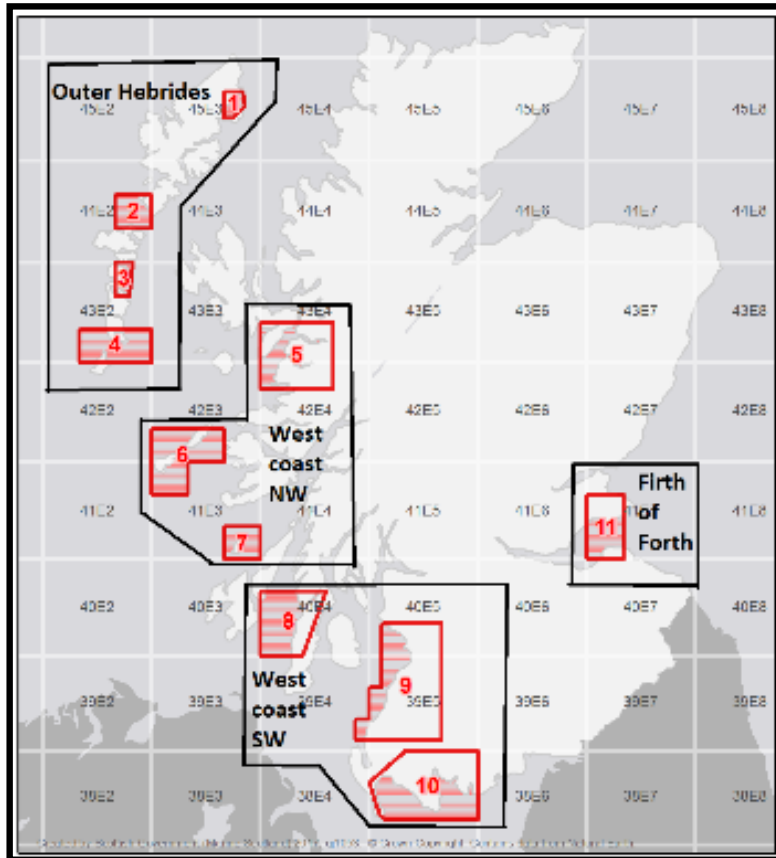 Outer Hebrides
45E2 45E3 1 45E4 45E5 45E6 45E7 45E8
44E2 2 44E3 44E4 44E5 44E6 44E7 44E8
3
43E2 43E3 43E4 43E5 43E6 43E7 43E8
4 5
42E2 42E3 42E4 42E5 42E6 42E7 42E8
6 West
coast
NW
41E2 41E3 41E5 41E6 41E8
7 11 Firth
of
Forth
40E2 40E3 40E4 40E5 40E6 40E7 40E8
8
West
coast
SW
39E2 39E3 39E4 9 39E5 39E6 39E7 39E8
38E2 38E3 38E4 10 38E6 38E7 38E8